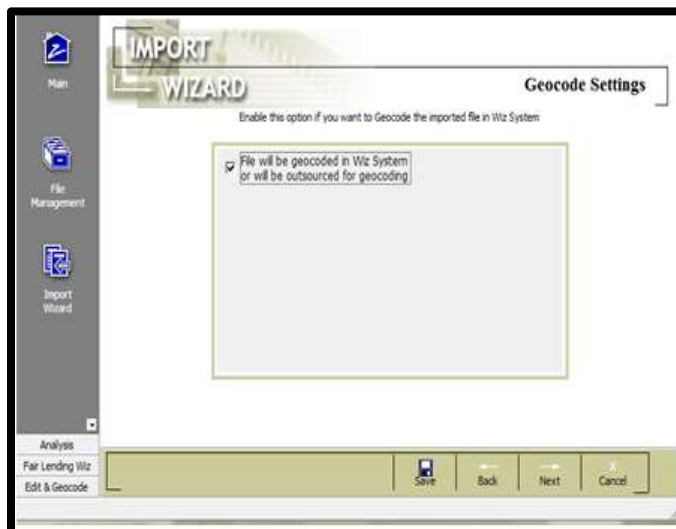 IMPORT
WIZARD
Geocode Settings
Enable this option if you want to Geocode the imported file in Wiz System
File will be geocoded in Wiz System
or will be outsourced for geocoding
Main
File
Management
Import
Wizard
Analysis
Fair Lending Wiz
Edit & Geocode
Save
Back
Next
Cancel